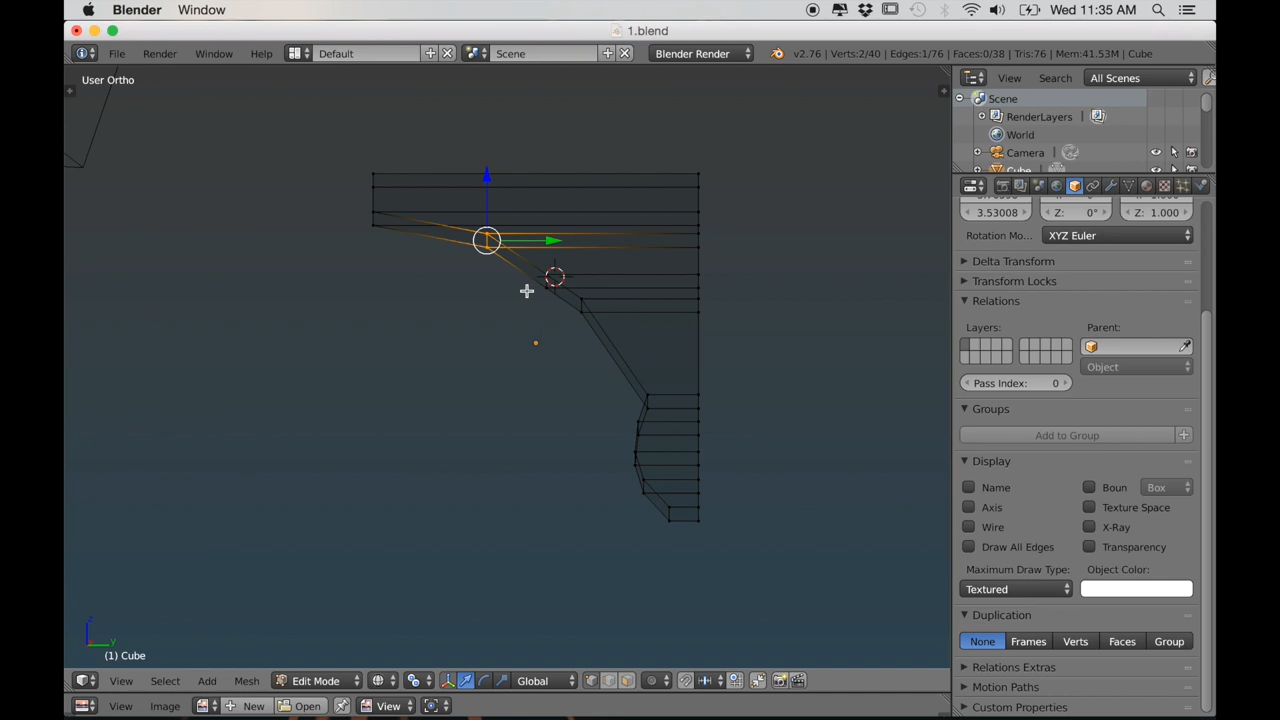 Blender Window Wed 11:35 AM
1.blend
File Render Window Help Default Scene Blender Render v2.76 | Verts:2/40 | Edges:1/76 | Faces:0/38 | Tris:76 | Mem:41.53M | Cube
User Ortho
View Search All Scenes
Scene
RenderLayers
World
Camera
Cube
3.53008 Z: 0° Z: 1.000
Rotation Mo... XYZ Euler
Delta Transform
Transform Locks
Relations
Layers: Parent:
Object
Pass Index: 0
Groups
Add to Group
Display
Name Boun Box
Axis Texture Space
Wire X-Ray
Draw All Edges Transparency
Maximum Draw Type: Object Color:
Textured
Duplication
None Frames Verts Faces Group
Relations Extras
Motion Paths
Custom Properties
z
y
(1) Cube
View Select Add Mesh Edit Mode Global
View Image New Open View